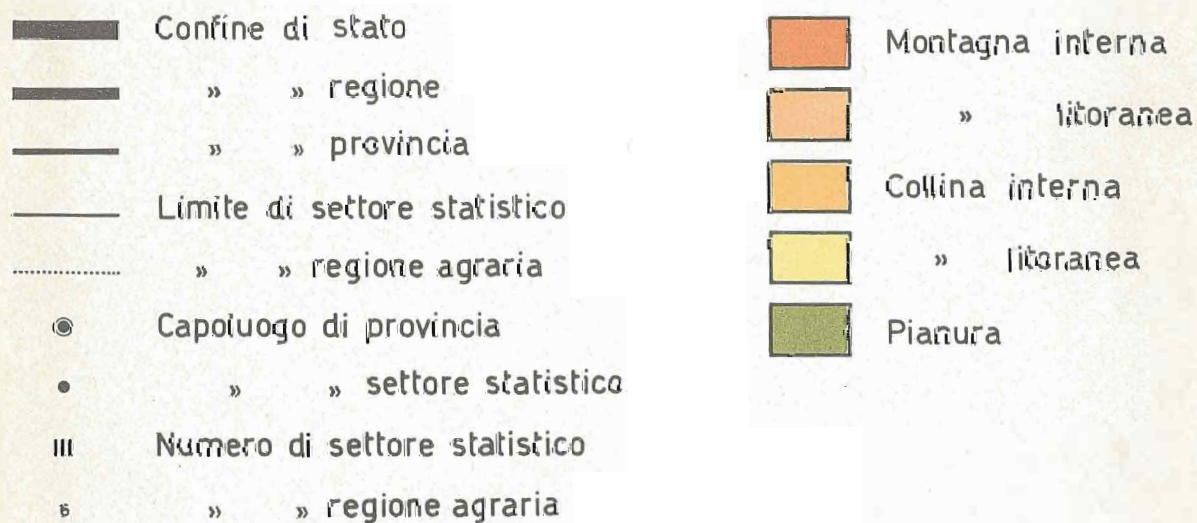 Confine di stato
» » regione
» » provincia
Limite di settore statistico
» » regione agraria
Capoluogo di provincia
» » settore statistico
III Numero di settore statistico
6 » » regione agraria
Montagna interna
» litoranea
Collina interna
» litoranea
Pianura